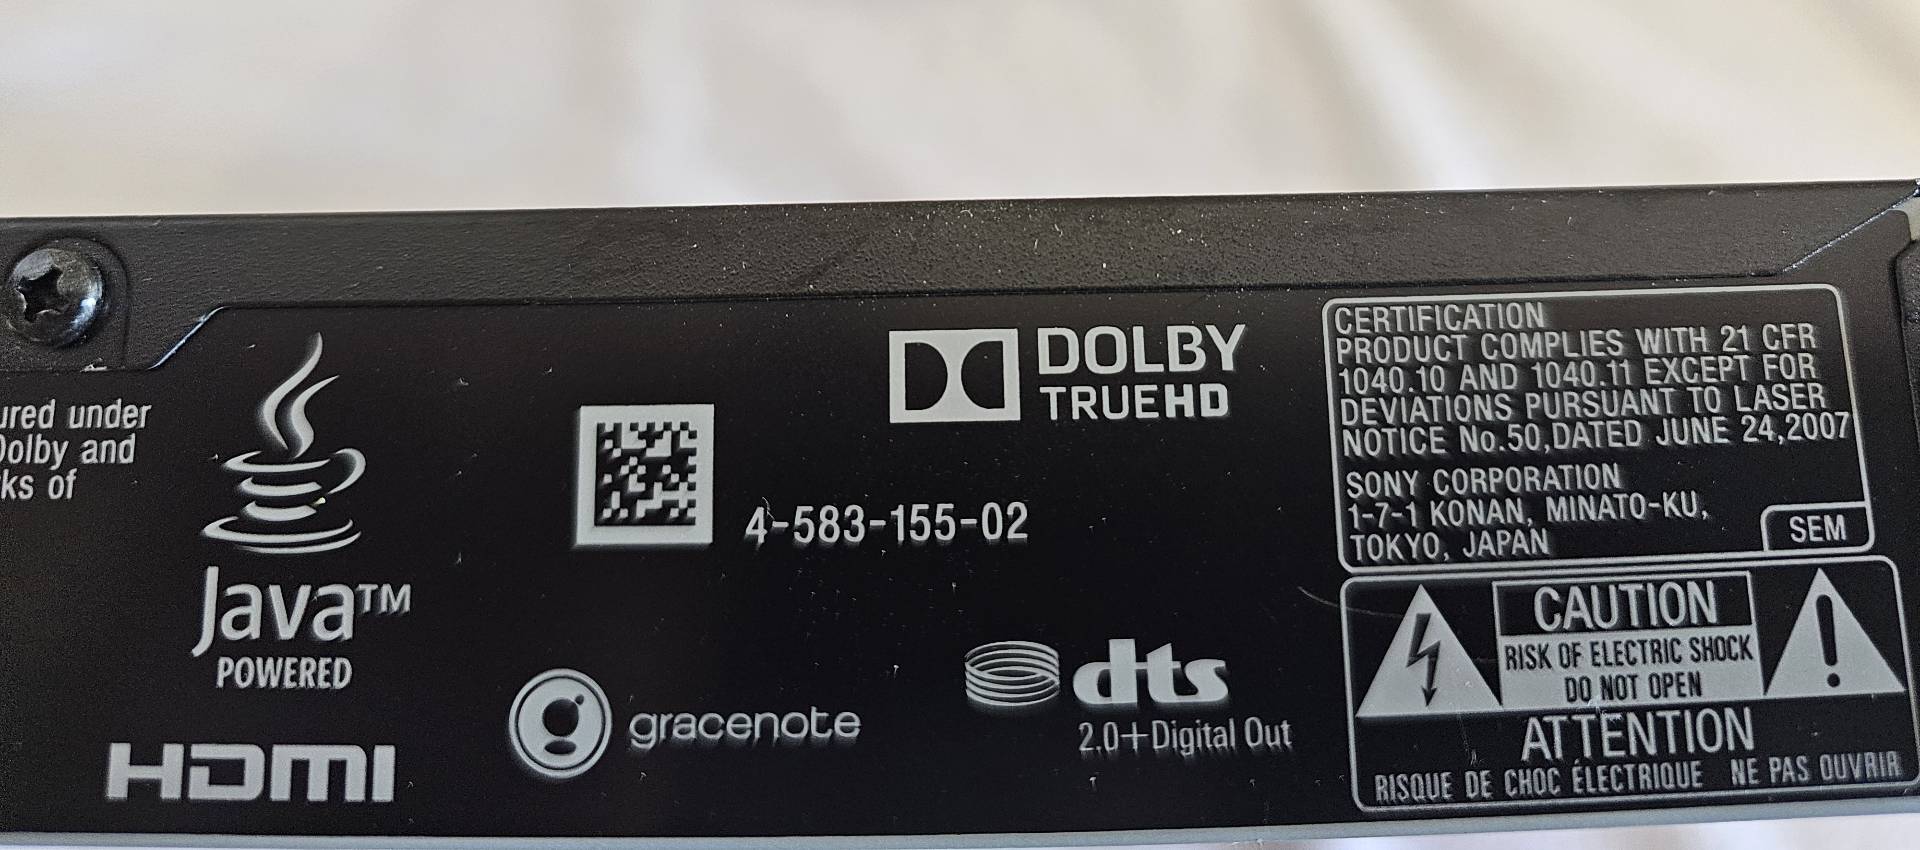 ured under
Dolby and
ks of
Java™
POWERED
HDMI
4-583-155-02
gracenote
DOLBY
TRUEHD
dts
2.0+Digital Out
CERTIFICATION
PRODUCT COMPLIES WITH 21 CFR
1040.10 AND 1040.11 EXCEPT FOR
DEVIATIONS PURSUANT TO LASER
NOTICE No.50,DATED JUNE 24,2007
SONY CORPORATION
1-7-1 KONAN, MINATO-KU,
TOKYO, JAPAN
SEM
CAUTION
RISK OF ELECTRIC SHOCK
DO NOT OPEN
ATTENTION
RISQUE DE CHOC ÉLECTRIQUE NE PAS OUVRIR